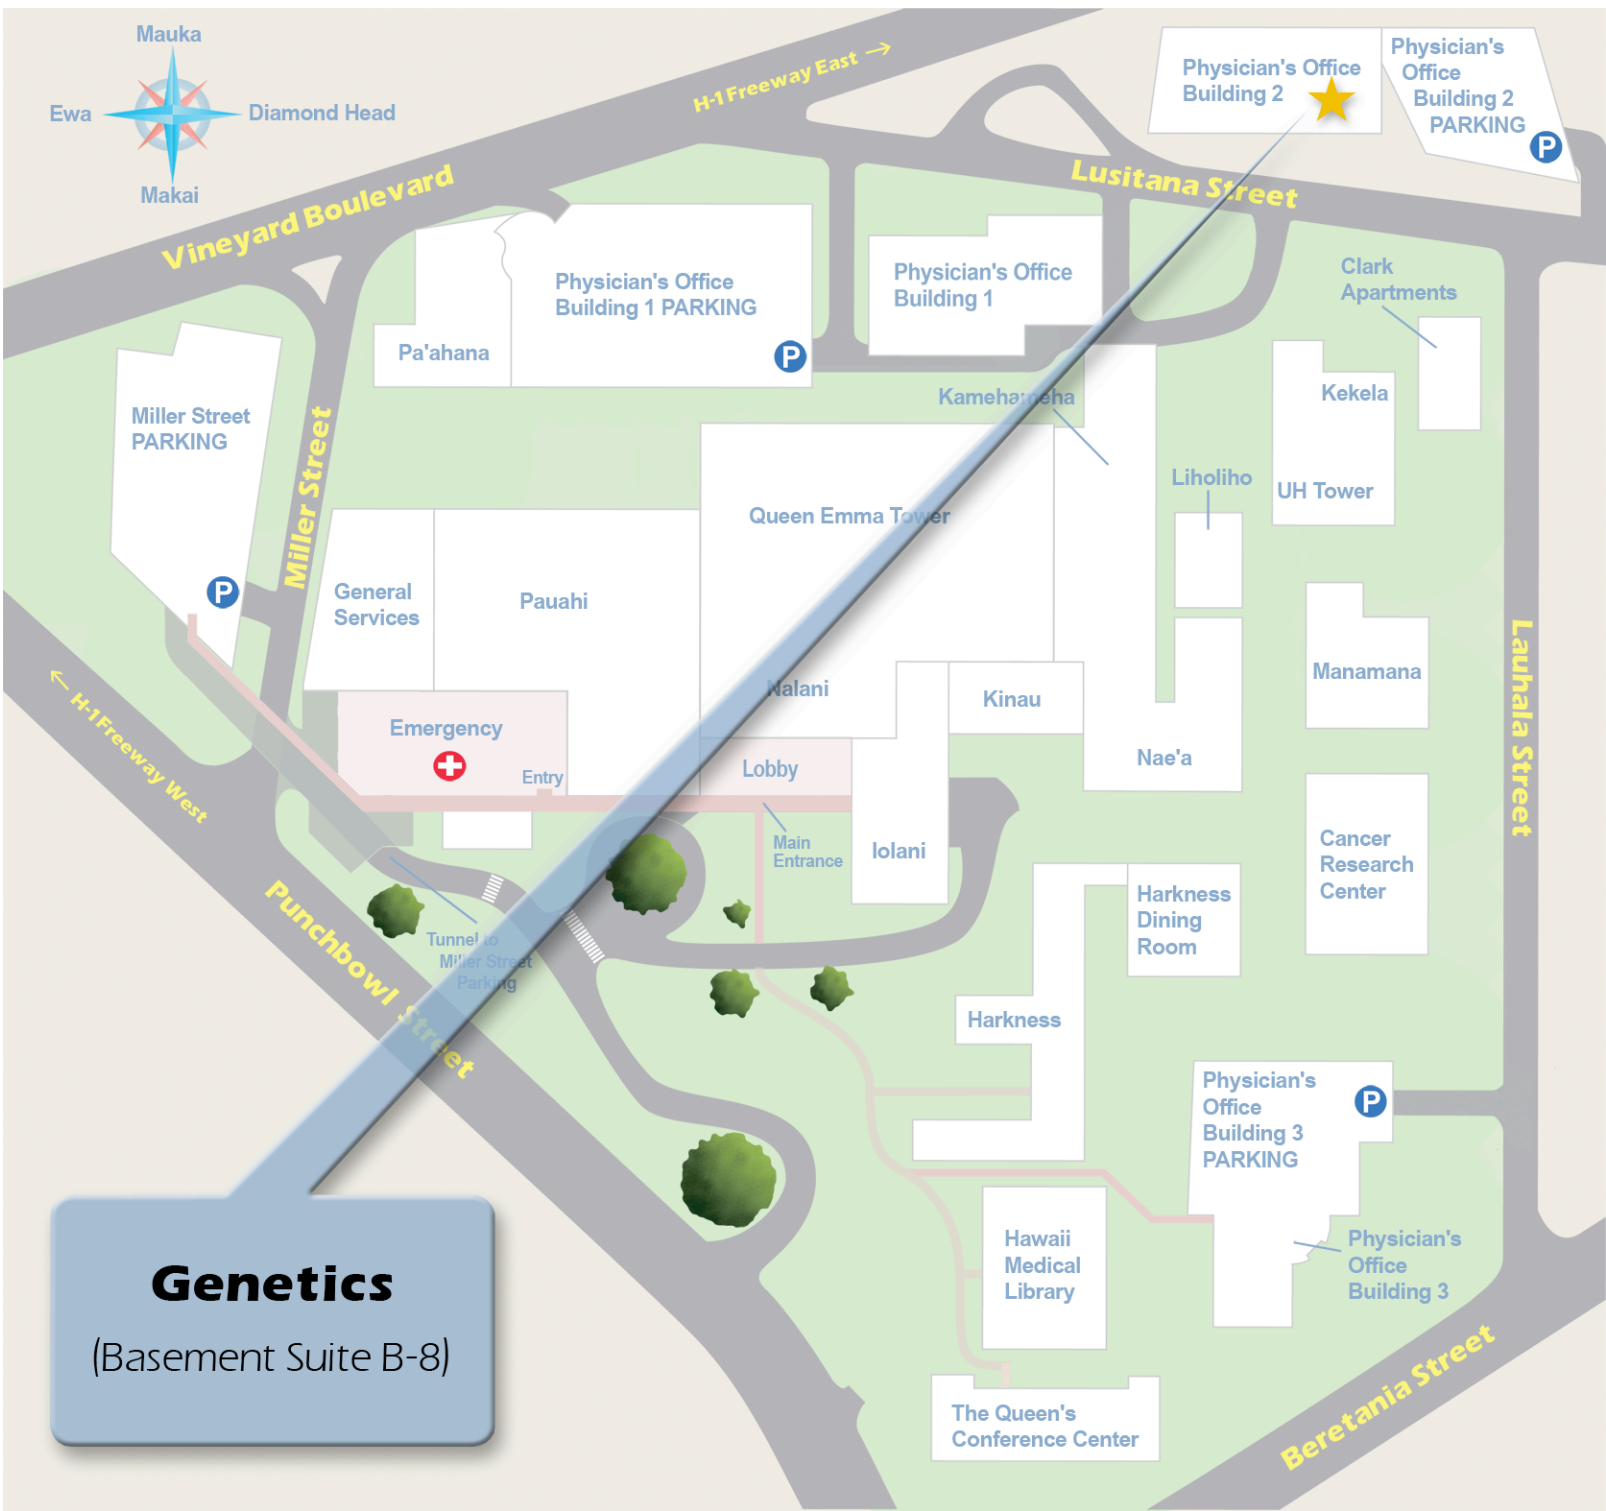 Mauka
Ewa
Diamond Head
Makai
H-1 Freeway East →
Vineyard Boulevard
Physician's Office
Building 2
Physician's
Office
Building 2
PARKING
P
Lusitana Street
Physician's Office
Building 1 PARKING
P
Pa'ahana
Physician's Office
Building 1
Clark
Apartments
Miller Street
PARKING
P
Miller Street
Kamehameha
Kekela
UH Tower
Liholiho
Queen Emma Tower
General
Services
Pauahi
Nalani
Kinau
Nae'a
Manamana
Lauhala Street
← H-1 Freeway West
Emergency
Entry
Lobby
Main
Entrance
Iolani
Cancer
Research
Center
Harkness
Dining
Room
Harkness
Tunnel to
Miller Street
Parking
Punchbowl Street
Physician's
Office
Building 3
PARKING
P
Physician's
Office
Building 3
Hawaii
Medical
Library
The Queen's
Conference Center
Beretania Street
Genetics
(Basement Suite B-8)